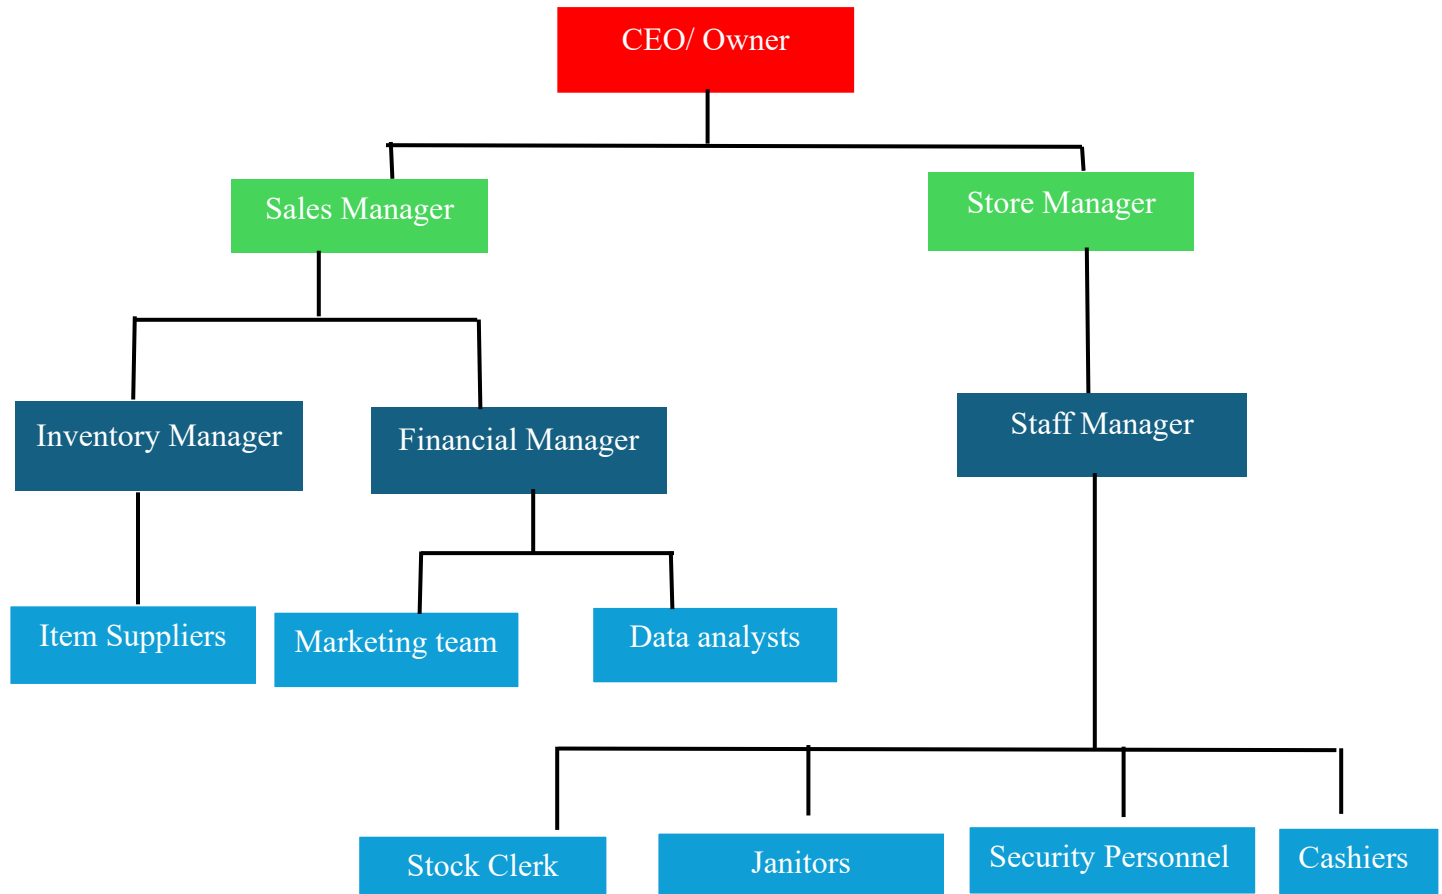 CEO/ Owner
Sales Manager
Store Manager
Inventory Manager
Financial Manager
Staff Manager
Item Suppliers
Marketing team
Data analysts
Stock Clerk
Janitors
Security Personnel
Cashiers